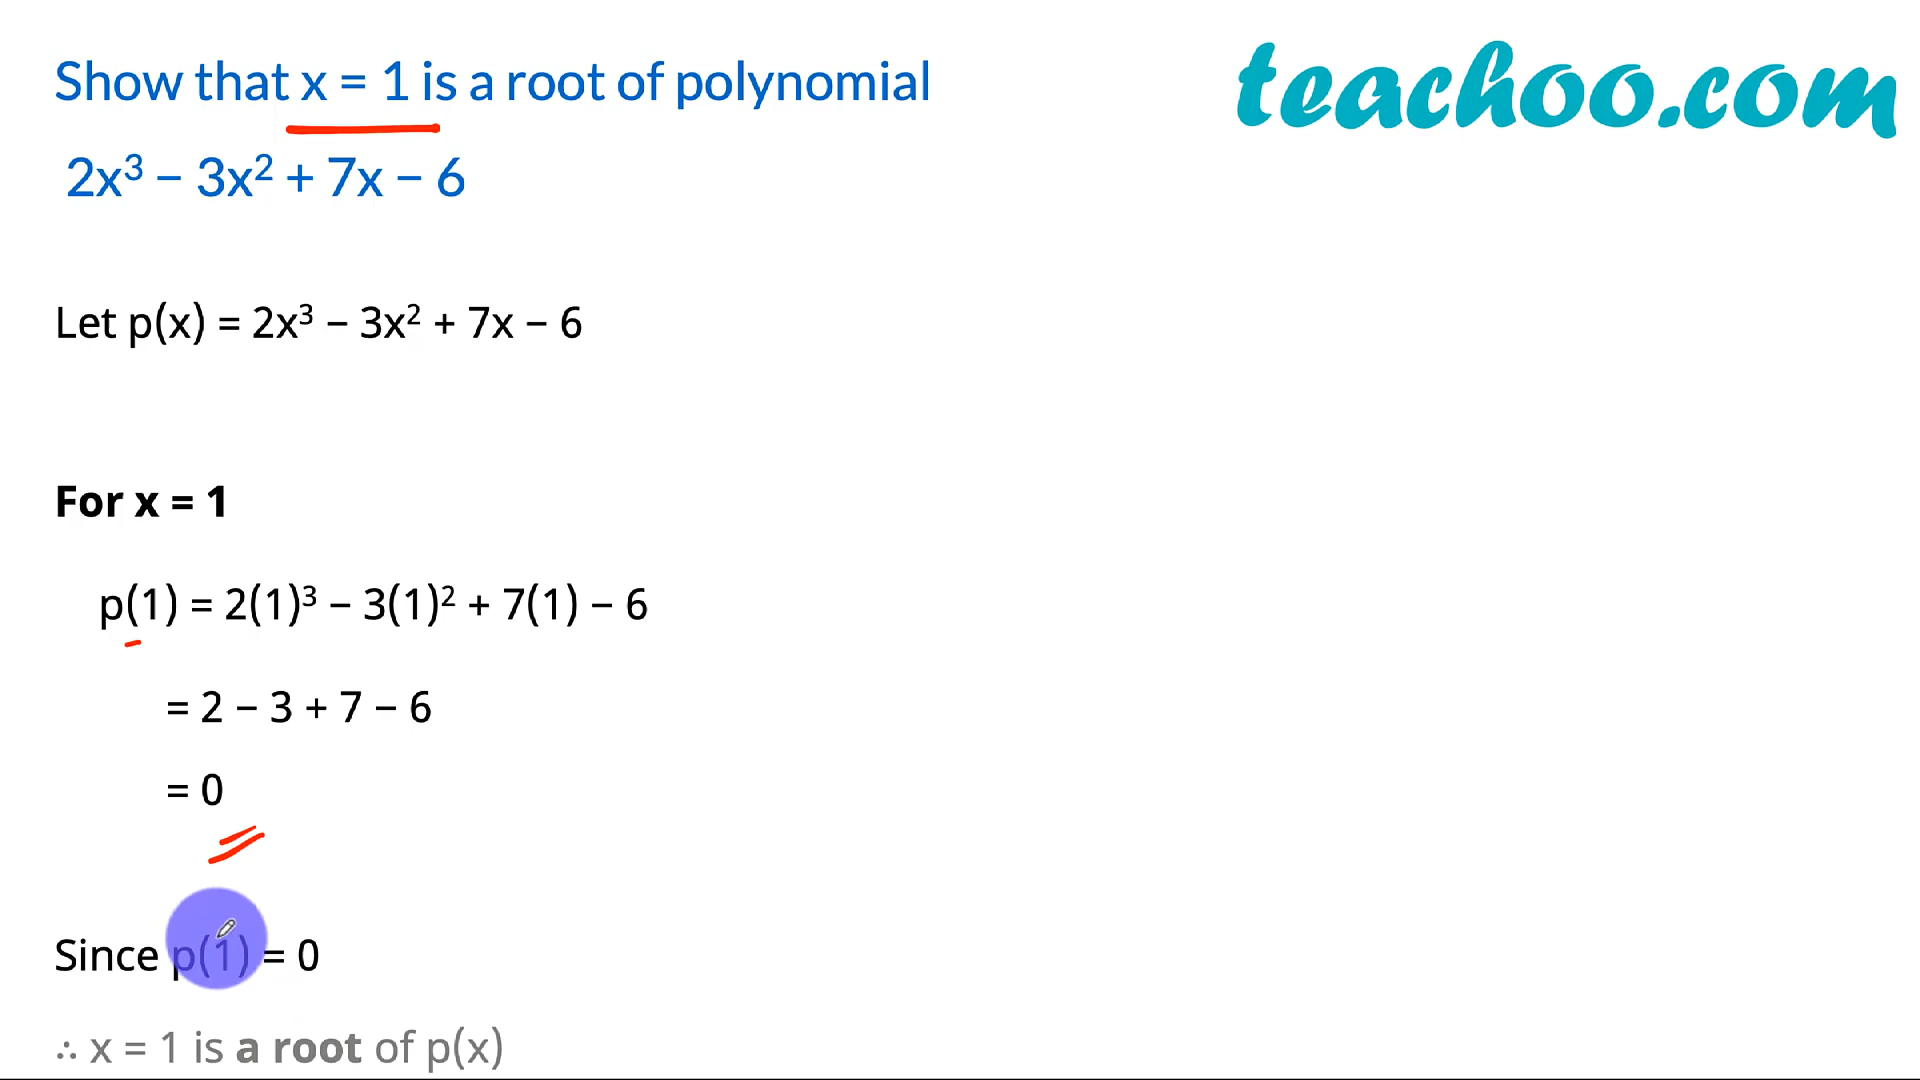 Show that x = 1 is a root of polynomial
teachoo.com
2x³ − 3x² + 7x − 6
Let p(x) = 2x³ − 3x² + 7x − 6
For x = 1
p(1) = 2(1)³ − 3(1)² + 7(1) − 6
= 2 − 3 + 7 − 6
= 0
Since p(1) = 0
∴ x = 1 is a root of p(x)